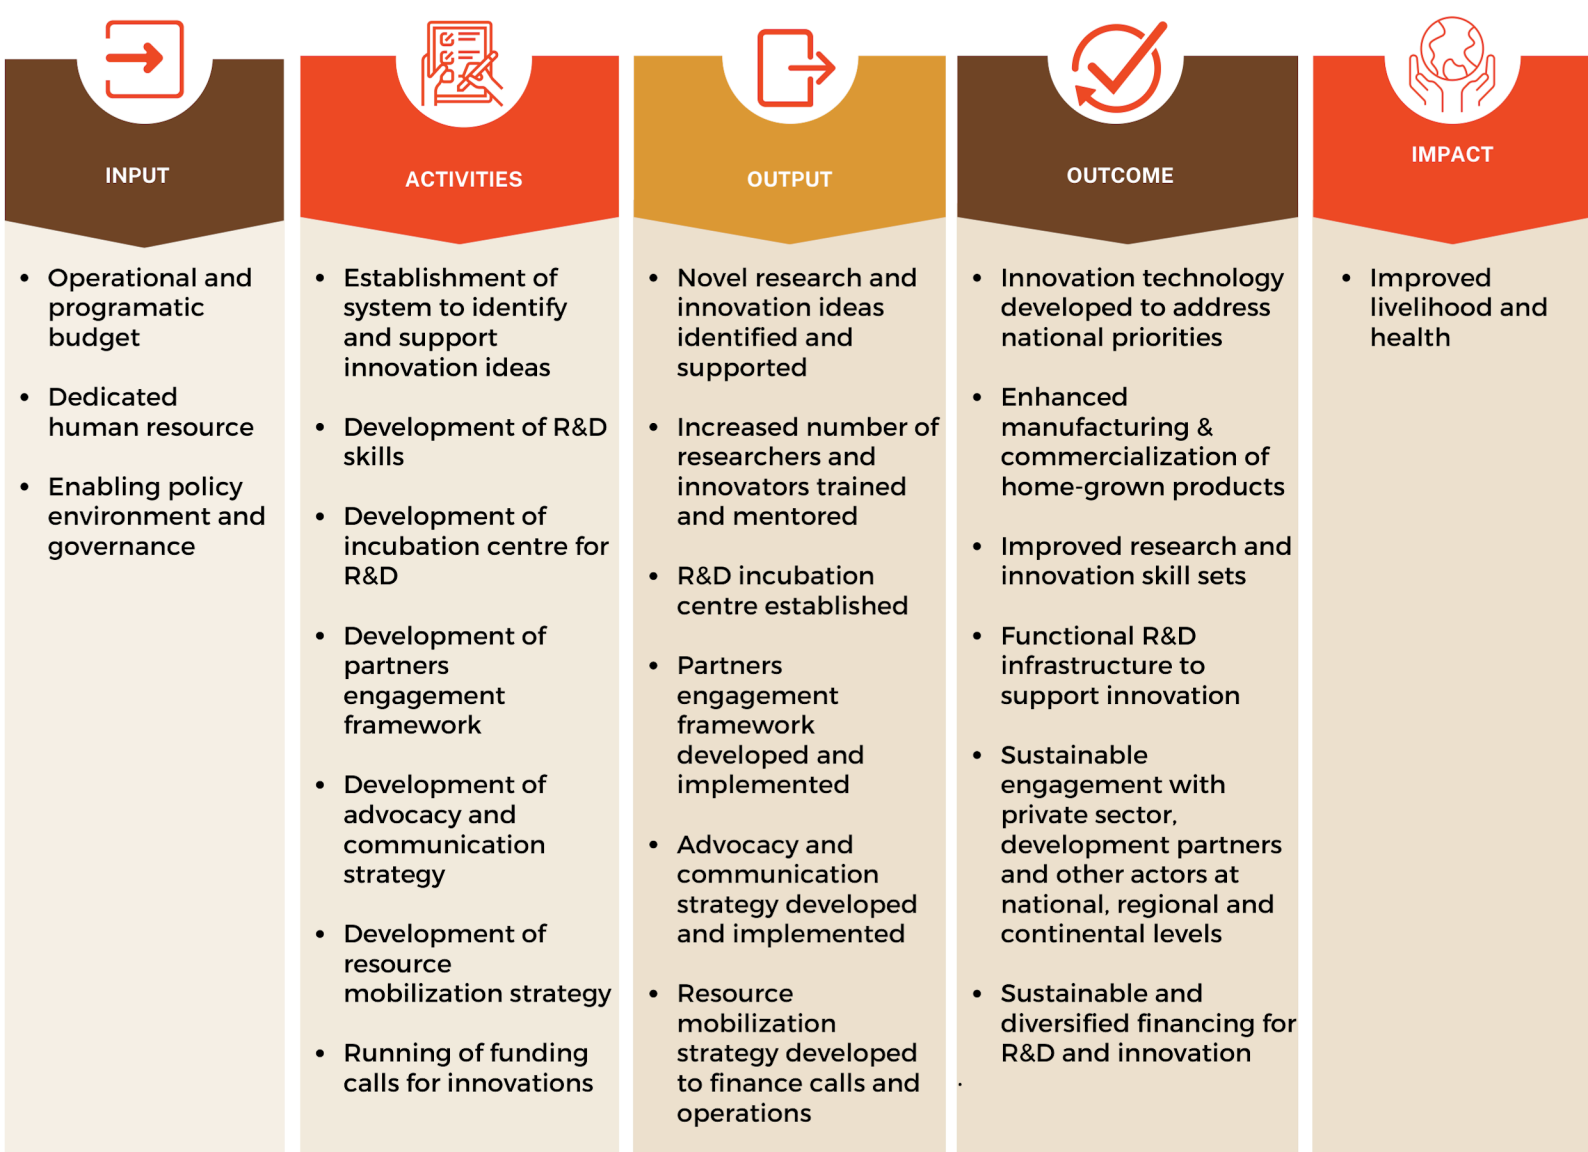 INPUT
• Operational and
programatic
budget
• Dedicated
human resource
• Enabling policy
environment and
governance
ACTIVITIES
• Establishment of
system to identify
and support
innovation ideas
• Development of R&D
skills
• Development of
incubation centre for
R&D
• Development of
partners
engagement
framework
• Development of
advocacy and
communication
strategy
• Development of
resource
mobilization strategy
• Running of funding
calls for innovations
OUTPUT
• Novel research and
innovation ideas
identified and
supported
• Increased number of
researchers and
innovators trained
and mentored
• R&D incubation
centre established
• Partners
engagement
framework
developed and
implemented
• Advocacy and
communication
strategy developed
and implemented
• Resource
mobilization
strategy developed
to finance calls and
operations
OUTCOME
• Innovation technology
developed to address
national priorities
• Enhanced
manufacturing &
commercialization of
home-grown products
• Improved research and
innovation skill sets
• Functional R&D
infrastructure to
support innovation
• Sustainable
engagement with
private sector,
development partners
and other actors at
national, regional and
continental levels
• Sustainable and
diversified financing for
R&D and innovation
.
IMPACT
• Improved
livelihood and
health